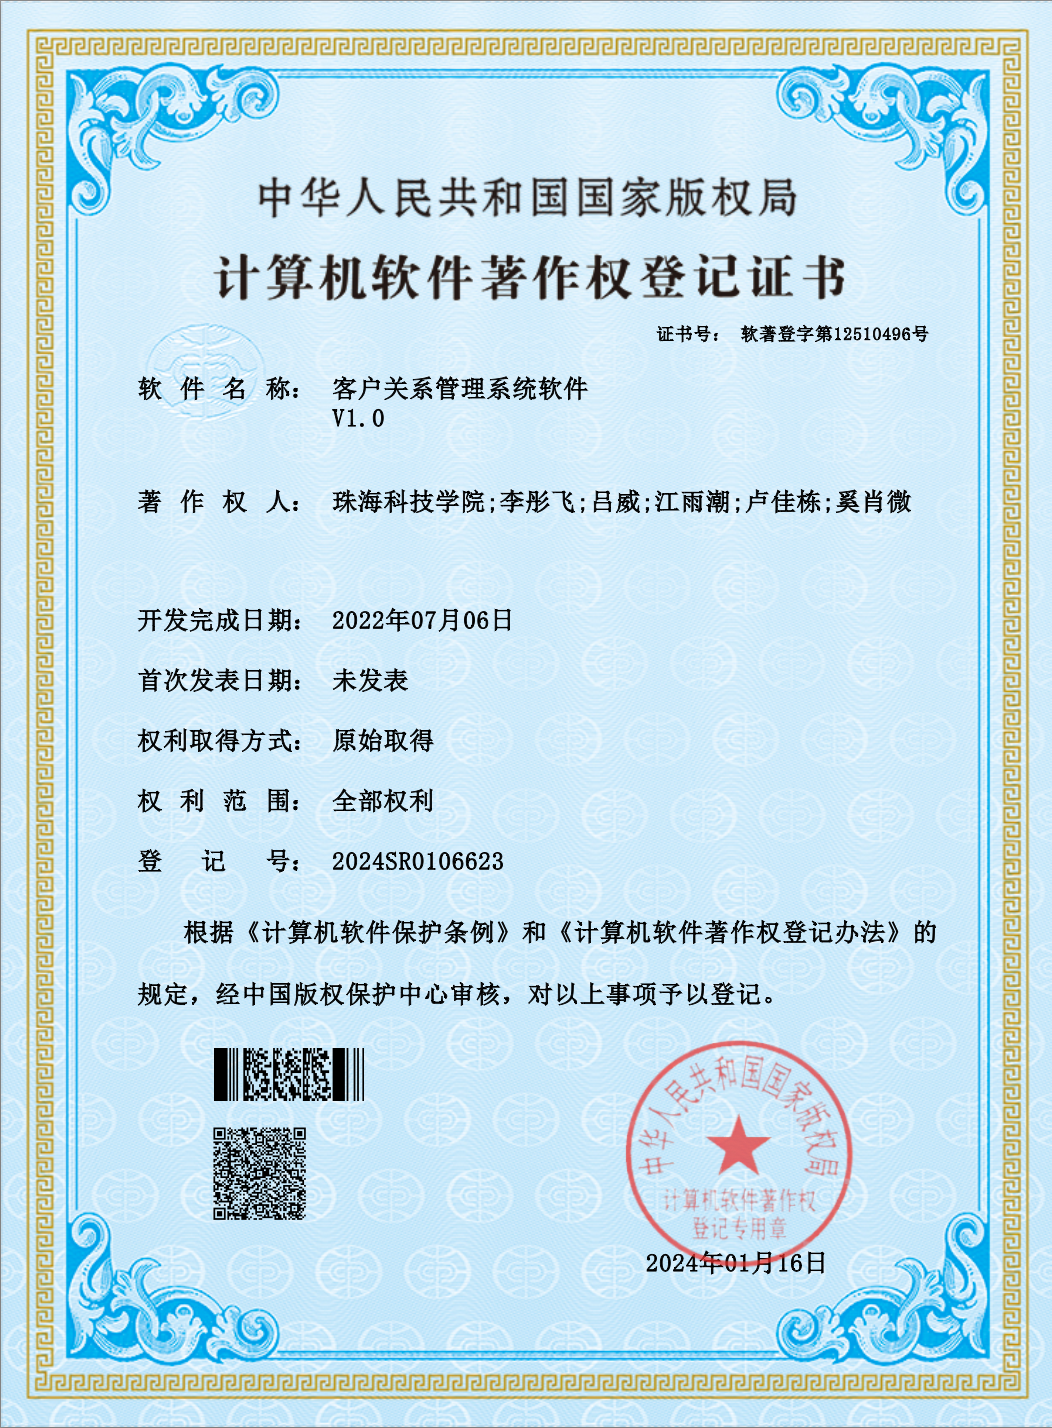 中华人民共和国国家版权局
计算机软件著作权登记证书
证书号： 软著登字第12510496号
软件名称： 客户关系管理系统软件
V1.0
著作权人： 珠海科技学院;李彤飞;吕威;江雨潮;卢佳栋;奚肖微
开发完成日期： 2022年07月06日
首次发表日期： 未发表
权利取得方式： 原始取得
权利范围： 全部权利
登记号： 2024SR0106623
根据《计算机软件保护条例》和《计算机软件著作权登记办法》的
规定，经中国版权保护中心审核，对以上事项予以登记。
中华人民共和国国家版权局
计算机软件著作权
登记专用章
2024年01月16日